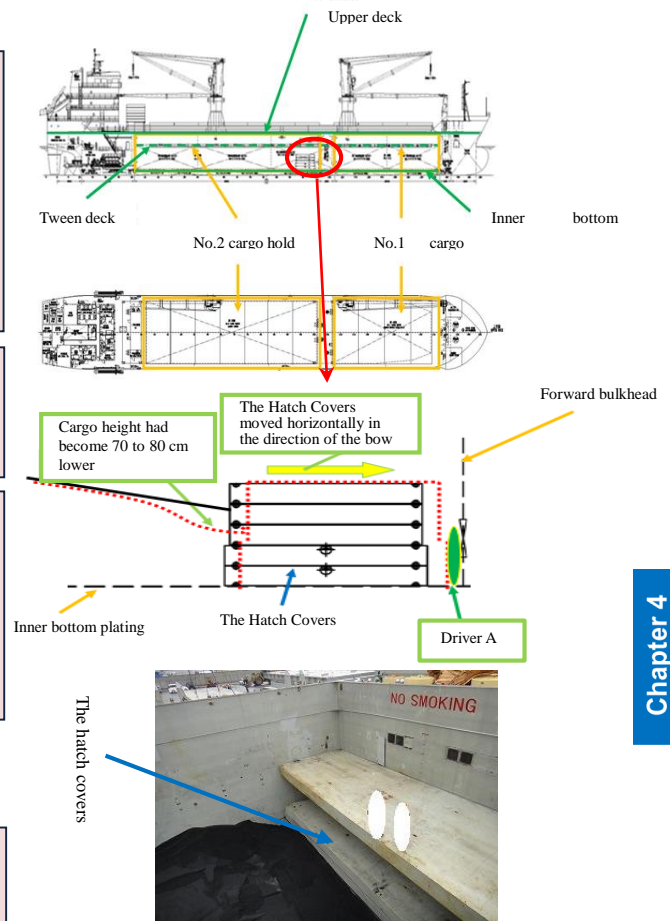 Upper deck
Tween deck
Inner bottom
No.2 cargo hold
No.1 cargo
Forward bulkhead
Cargo height had
become 70 to 80 cm
lower
The Hatch Covers
moved horizontally in
the direction of the bow
Inner bottom plating
The Hatch Covers
Driver A
Chapter 4
The hatch covers
NO SMOKING